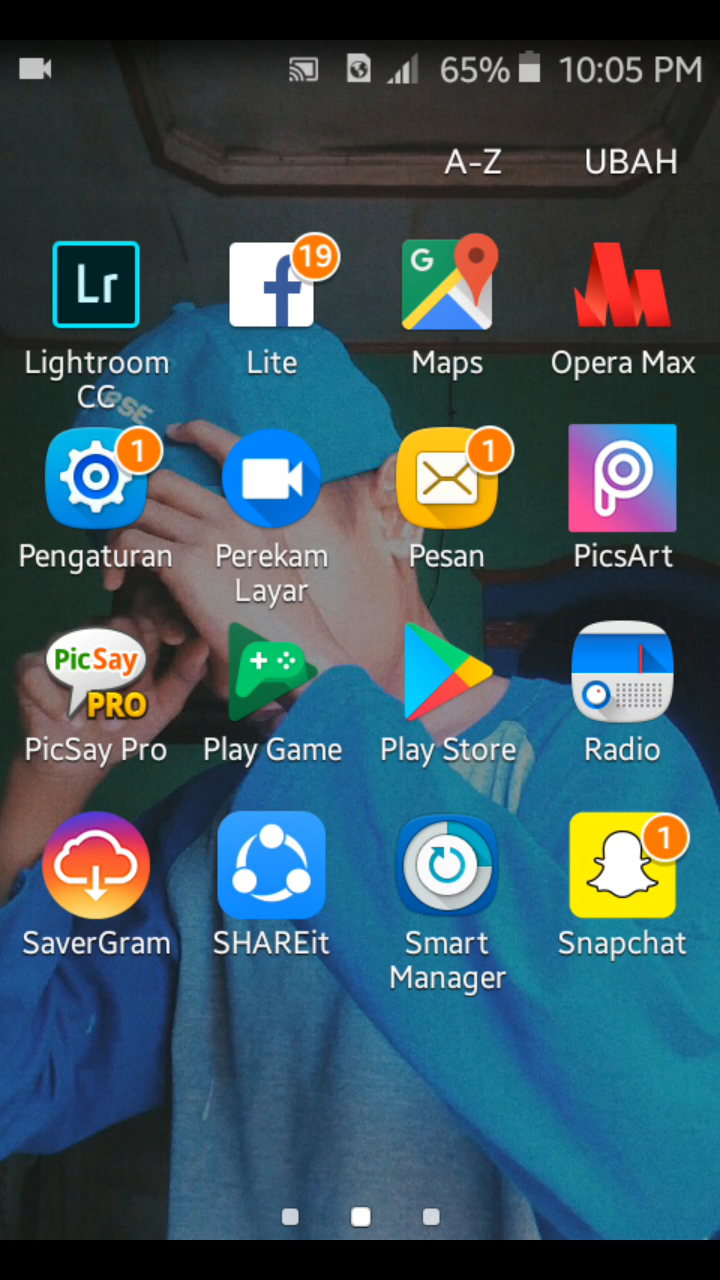 65% 10:05 PM
A-Z UBAH
Lr 19 G
Lightroom CC
Lite
Maps
Opera Max
1 1
Pengaturan
Perekam Layar
Pesan
PicsArt
PicSay PRO
PicSay Pro
Play Game
Play Store
Radio
1
SaverGram
SHAREit
Smart Manager
Snapchat